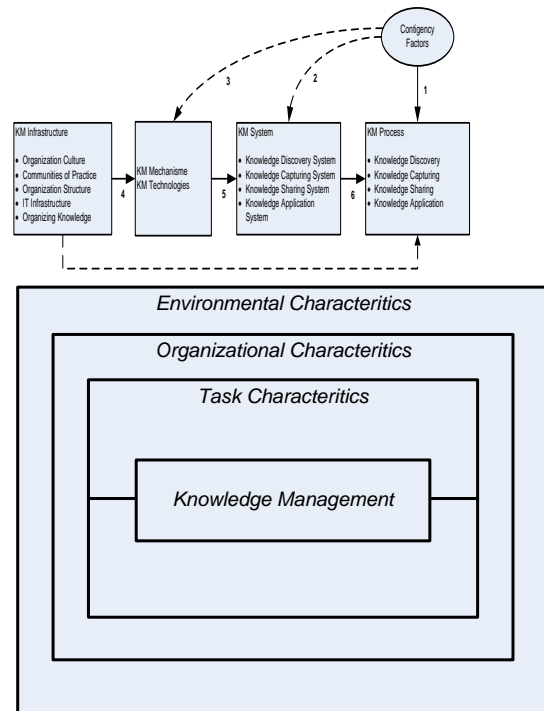 Contigency
Factors
3
2
1
KM Infrastructure
• Organization Culture
• Communities of Practice
• Organization Structure
• IT Infrastructure
• Organizing Knowledge
4
KM Mechanisme
KM Technologies
5
KM System
• Knowledge Discovery System
• Knowledge Capturing System
• Knowledge Sharing System
• Knowledge Application
System
6
KM Process
• Knowledge Discovery
• Knowledge Capturing
• Knowledge Sharing
• Knowledge Application
Environmental Characteritics
Organizational Characteritics
Task Characteritics
Knowledge Management